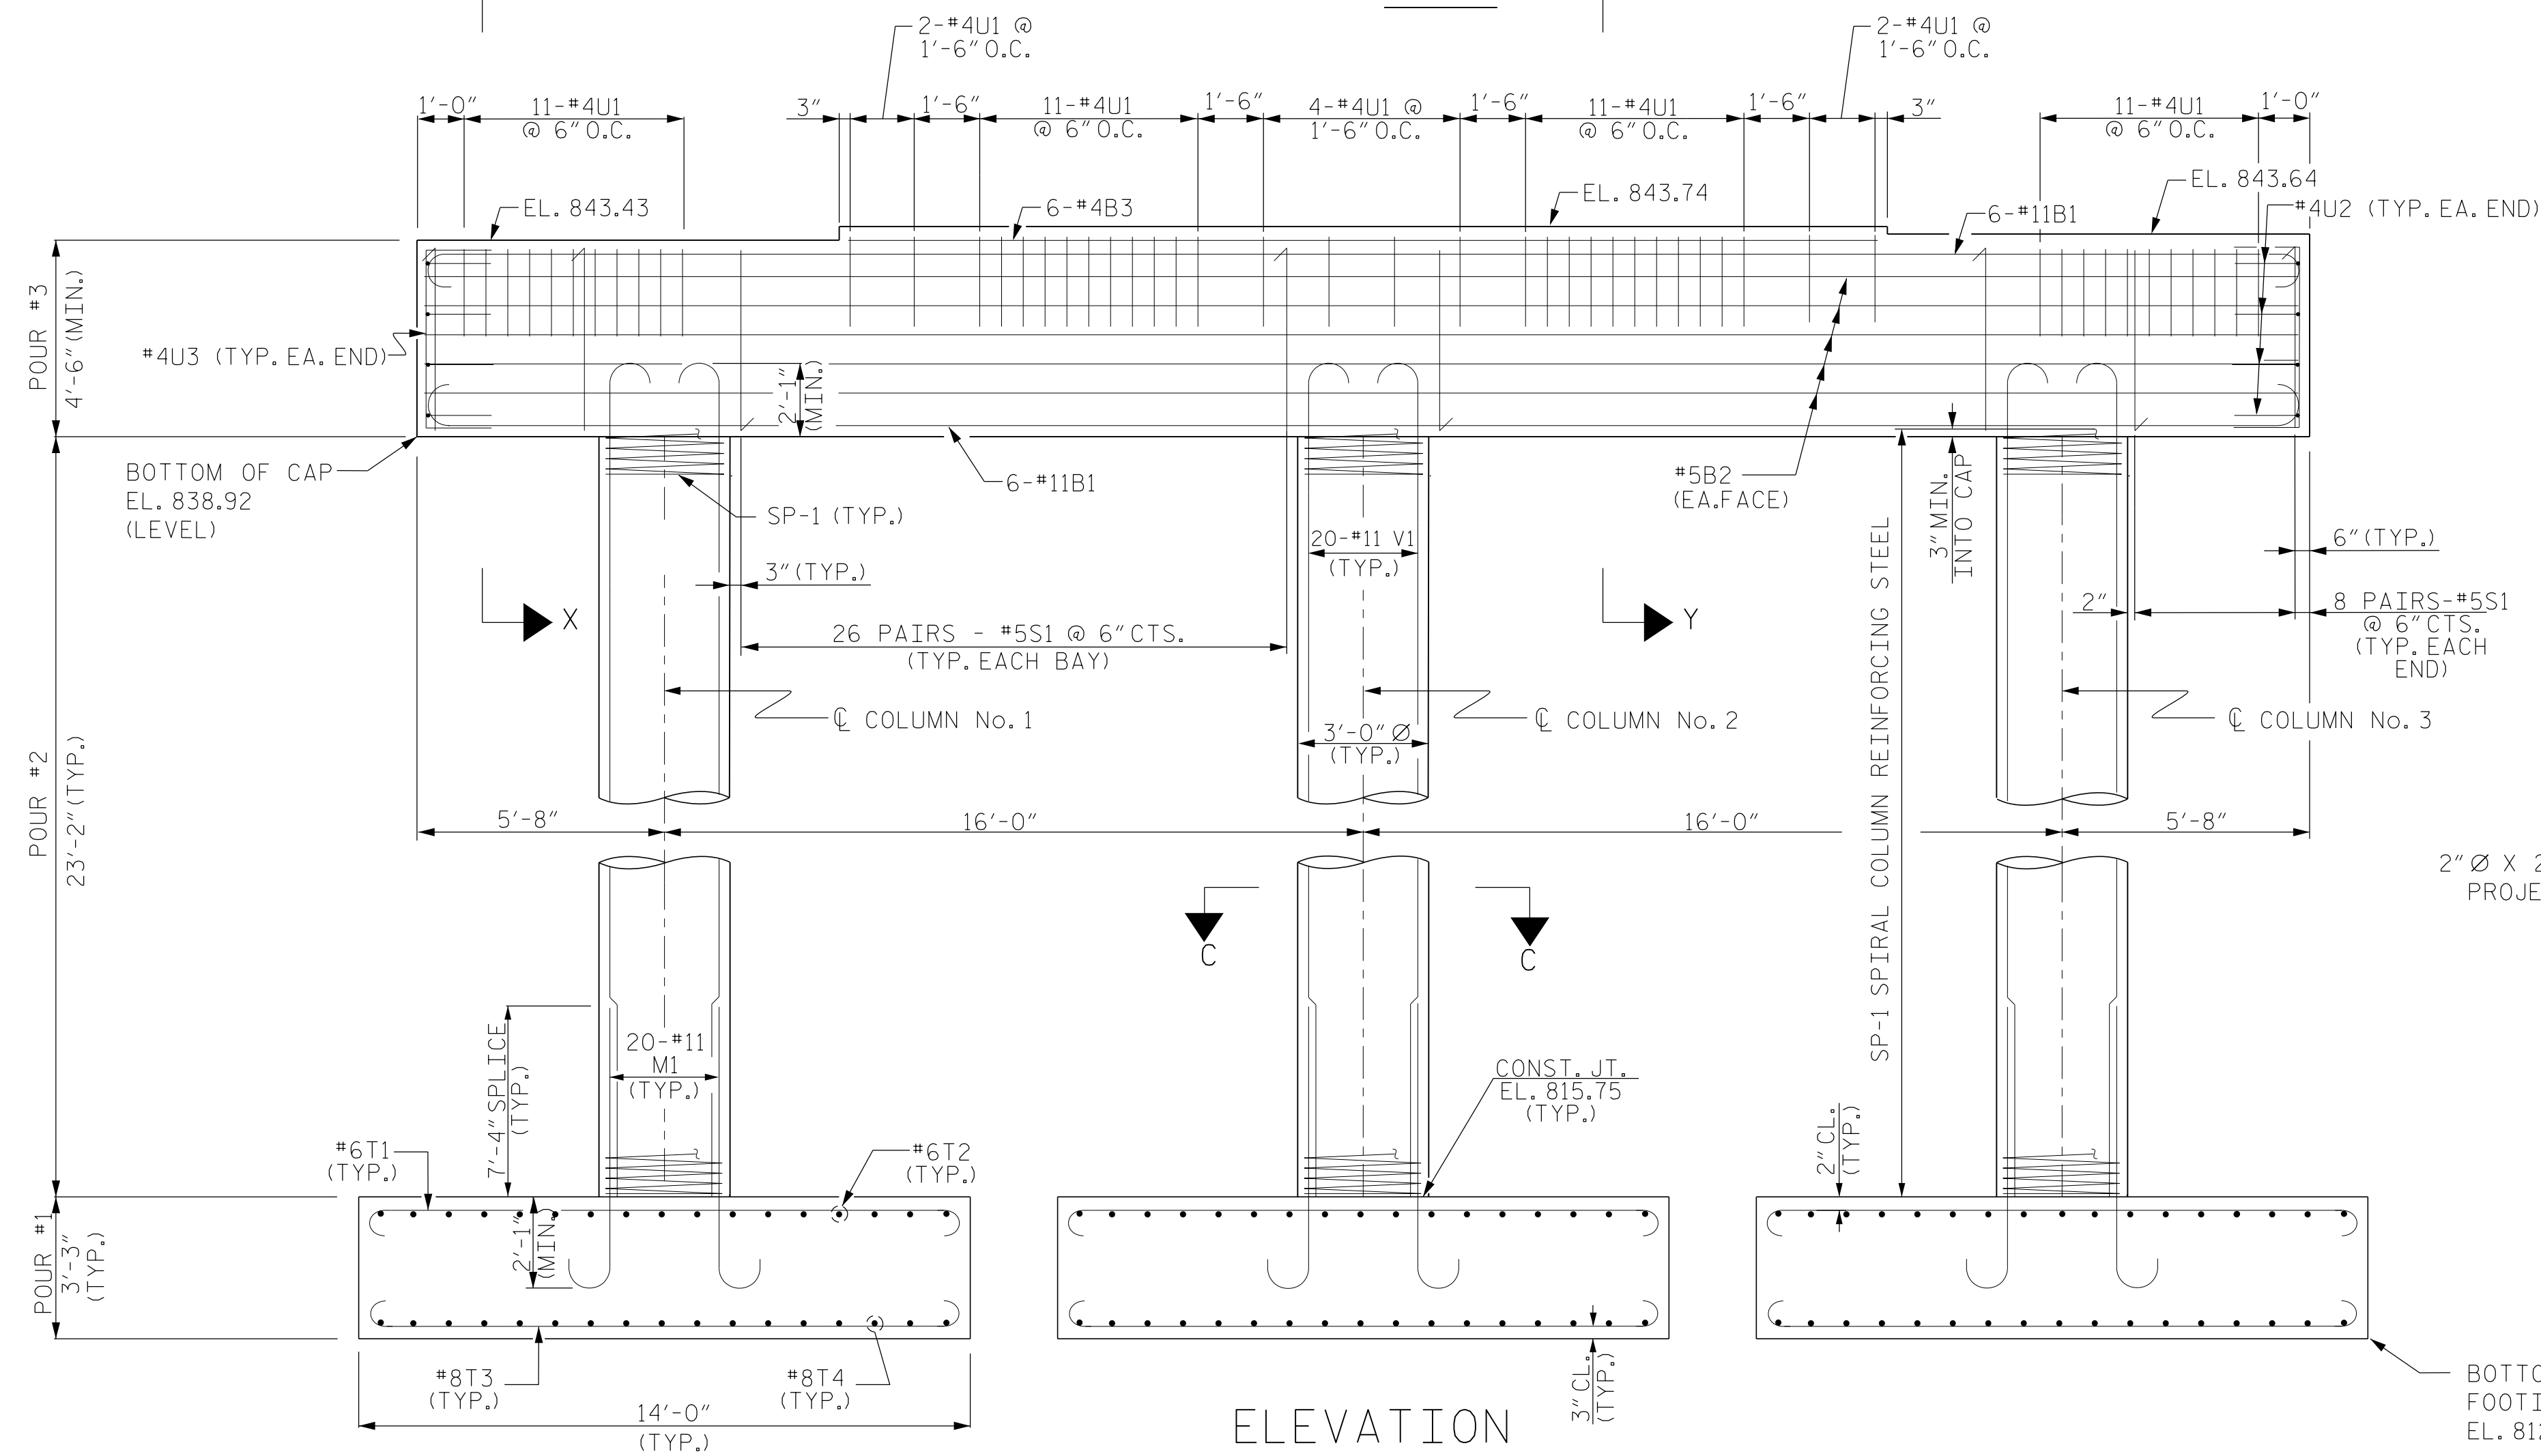 2-#4U1 @
1'-6" O.C.
2-#4U1 @
1'-6" O.C.
1'-0"
11-#4U1
@ 6" O.C.
3"
1'-6"
11-#4U1
@ 6" O.C.
1'-6"
4-#4U1 @
1'-6" O.C.
1'-6"
11-#4U1
@ 6" O.C.
1'-6"
3"
11-#4U1
@ 6" O.C.
1'-0"
EL. 843.43
6-#4B3
EL. 843.74
6-#11B1
EL. 843.64
#4U2 (TYP. EA. END)
POUR #3
4'-6" (MIN.)
#4U3 (TYP. EA. END)
2'-1"
(MIN.)
BOTTOM OF CAP
EL. 838.92
(LEVEL)
SP-1 (TYP.)
6-#11B1
#5B2
(EA. FACE)
3" MIN.
INTO CAP
20-#11 V1
(TYP.)
3" (TYP.)
6" (TYP.)
2"
8 PAIRS-#5S1
@ 6" CTS.
(TYP. EACH
END)
X
Y
26 PAIRS - #5S1 @ 6" CTS.
(TYP. EACH BAY)
℄ COLUMN No. 1
℄ COLUMN No. 2
℄ COLUMN No. 3
3'-0" Ø
(TYP.)
POUR #2
23'-2" (TYP.)
SP-1 SPIRAL COLUMN REINFORCING STEEL
5'-8"
16'-0"
16'-0"
5'-8"
2" Ø X 2
PROJE
C
C
7'-4" SPLICE
(TYP.)
20-#11
M1
(TYP.)
CONST. JT.
EL. 815.75
(TYP.)
2" CL.
(TYP.)
#6T1
(TYP.)
#6T2
(TYP.)
POUR #1
3'-3"
(TYP.)
2'-1"
(MIN.)
#8T3
(TYP.)
#8T4
(TYP.)
3" CL.
(TYP.)
14'-0"
(TYP.)
ELEVATION
BOTTO
FOOTI
EL. 812